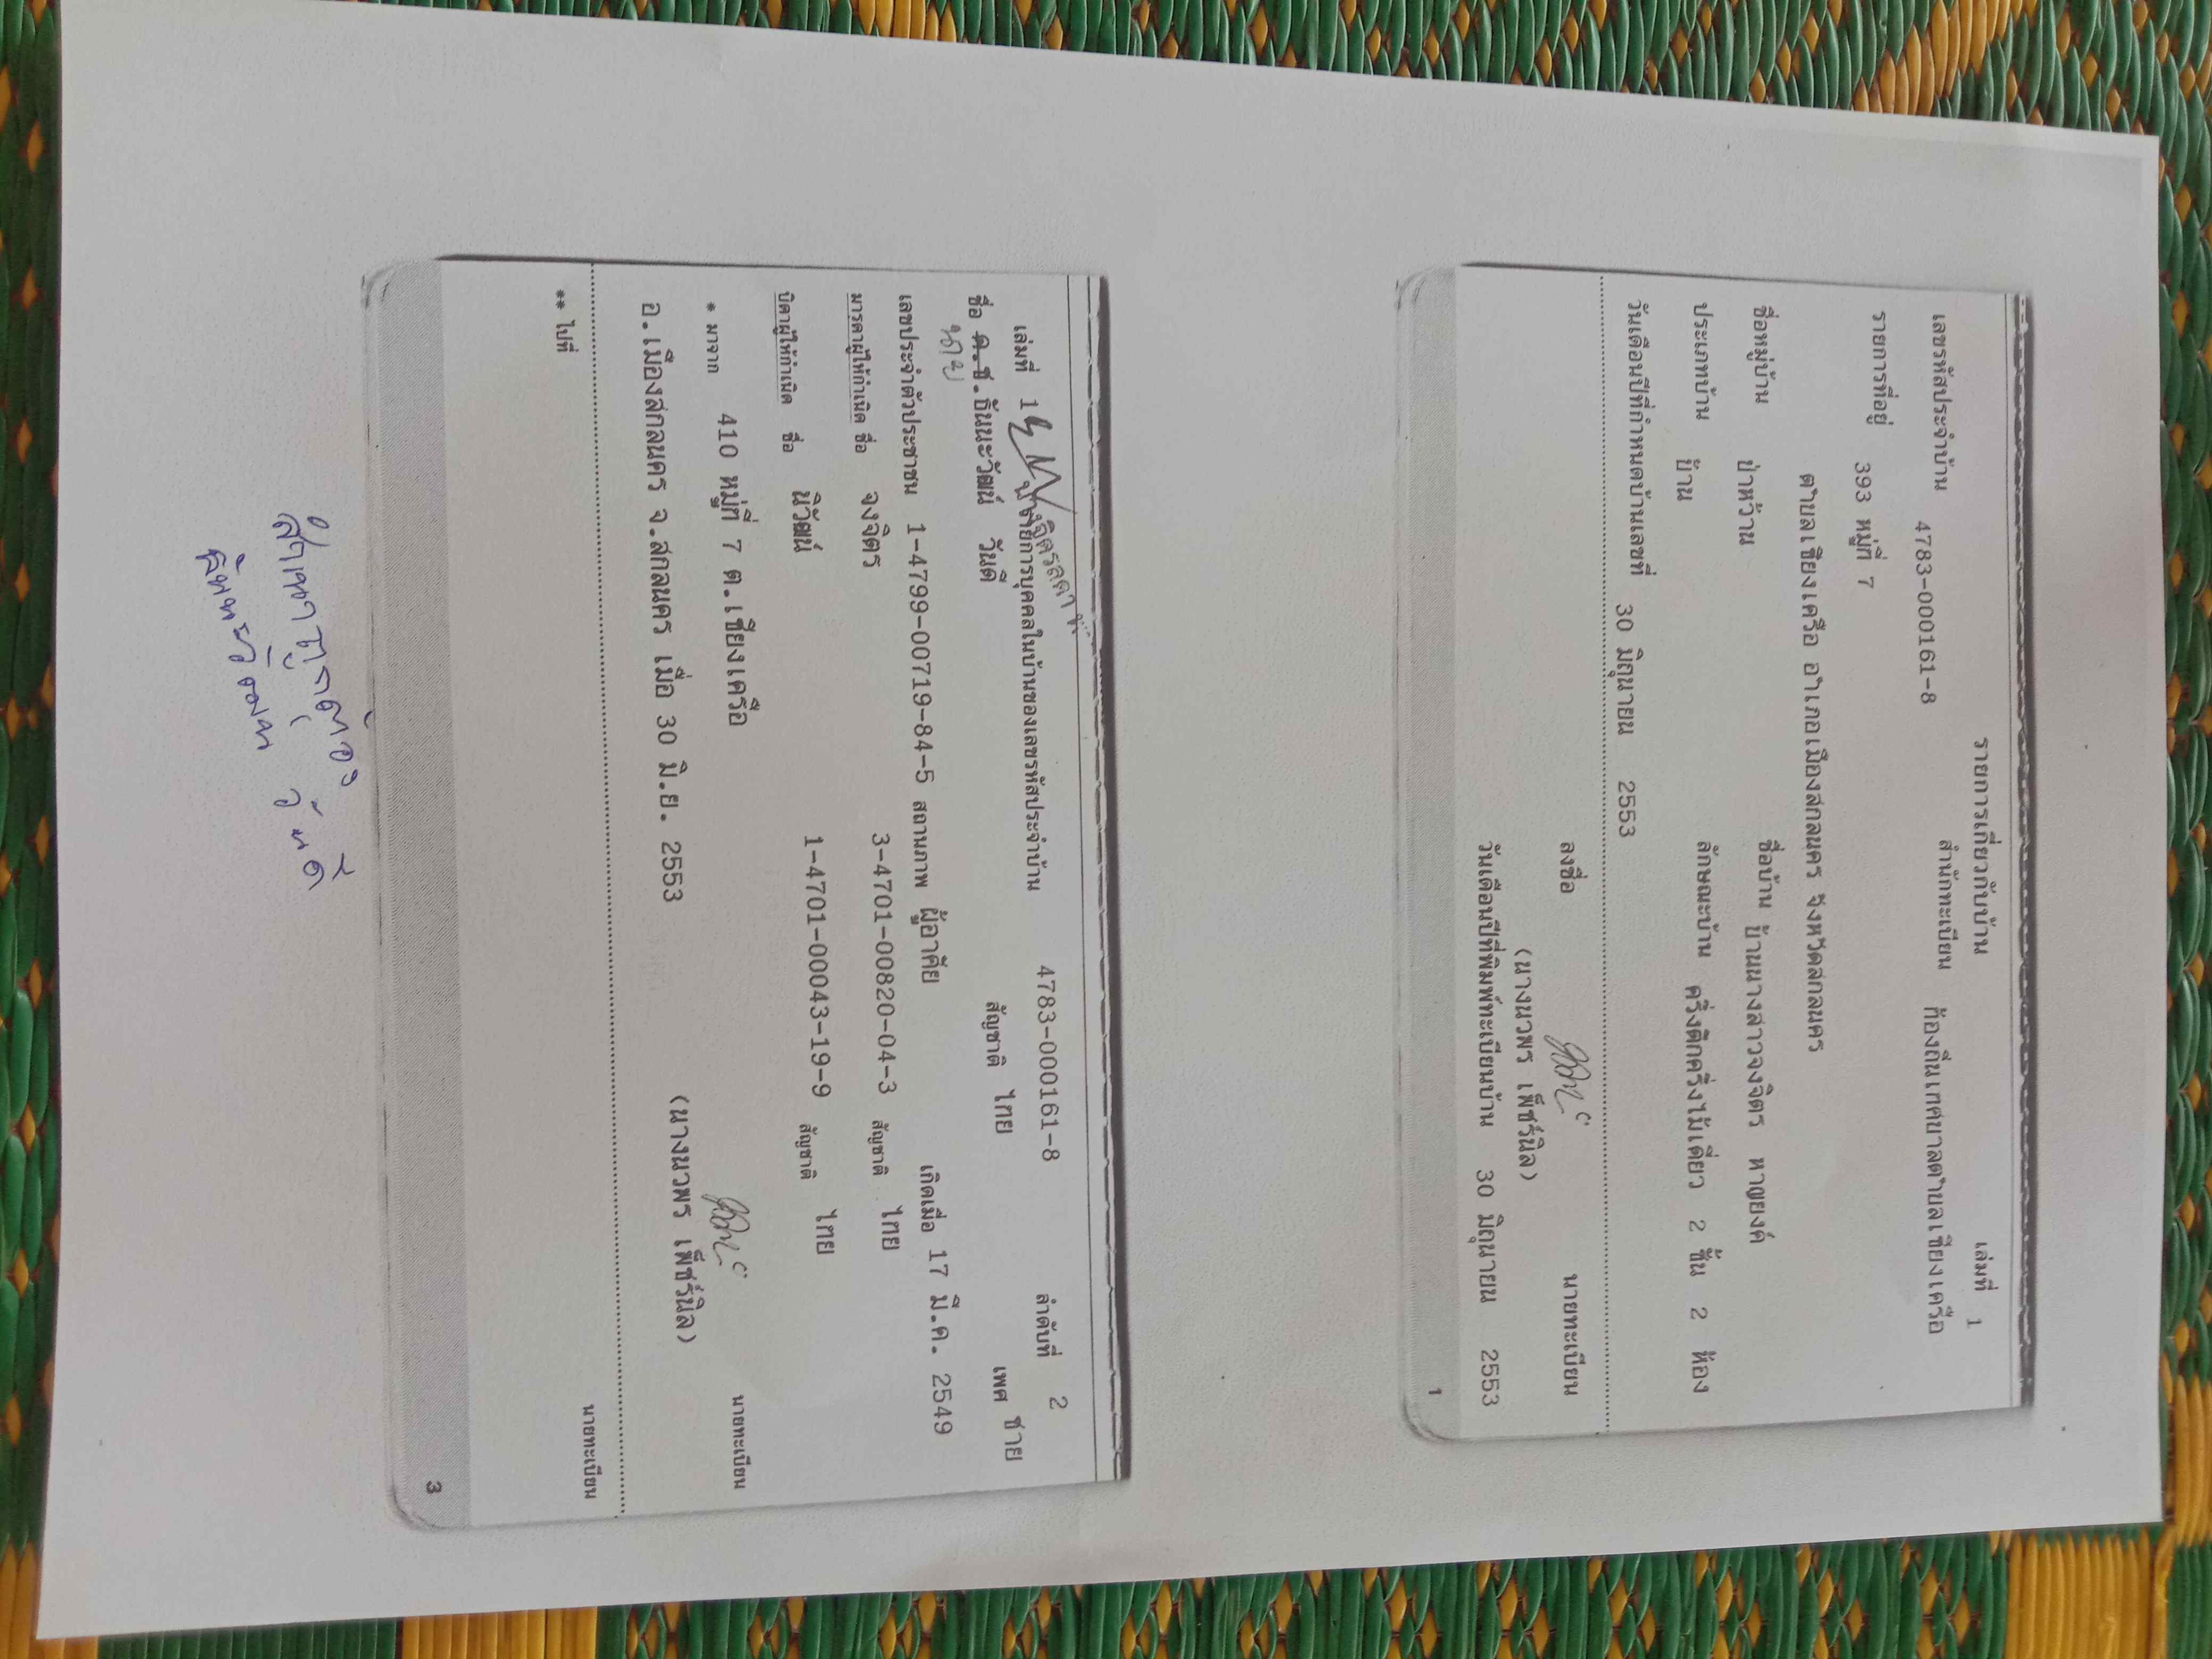 รายการเกี่ยวกับบ้าน เล่มที่ 1
เลขรหัสประจำบ้าน 4783-000161-8 สำนักทะเบียน ท้องถิ่นเทศบาลตำบลเชียงเครือ
รายการที่อยู่ 393 หมู่ที่ 7
ตำบลเชียงเครือ อำเภอเมืองสกลนคร จังหวัดสกลนคร
ชื่อหมู่บ้าน ป่าหว้าน ชื่อบ้าน บ้านนางสาวจงจิตร หาญยงค์
ประเภทบ้าน บ้าน ลักษณะบ้าน ครึ่งตึกครึ่งไม้เดี่ยว 2 ชั้น 2 ห้อง
วันเดือนปีที่กำหนดบ้านเลขที่ 30 มิถุนายน 2553
ลงชื่อ นายทะเบียน
(นางนวพร เพ็ชร์นิล)
วันเดือนปีที่พิมพ์ทะเบียนบ้าน 30 มิถุนายน 2553
1
เล่มที่ 1 รายการบุคคลในบ้านของเลขรหัสประจำบ้าน 4783-000161-8 ลำดับที่ 2
ชื่อ ด.ช.ธันนะวัฒน์ วันดี สัญชาติ ไทย เพศ ชาย
นาย
เลขประจำตัวประชาชน 1-4799-00719-84-5 สถานภาพ ผู้อาศัย เกิดเมื่อ 17 มี.ค. 2549
มารดาผู้ให้กำเนิด ชื่อ จงจิตร 3-4701-00820-04-3 สัญชาติ ไทย
บิดาผู้ให้กำเนิด ชื่อ นิวัฒน์ 1-4701-00043-19-9 สัญชาติ ไทย
* มาจาก 410 หมู่ที่ 7 ต.เชียงเครือ
นายทะเบียน
อ.เมืองสกลนคร จ.สกลนคร เมื่อ 30 มิ.ย. 2553 (นางนวพร เพ็ชร์นิล)
** ไปที่
นายทะเบียน
3
สำเนาถูกต้อง
ธันนะวัฒน์ วันดี